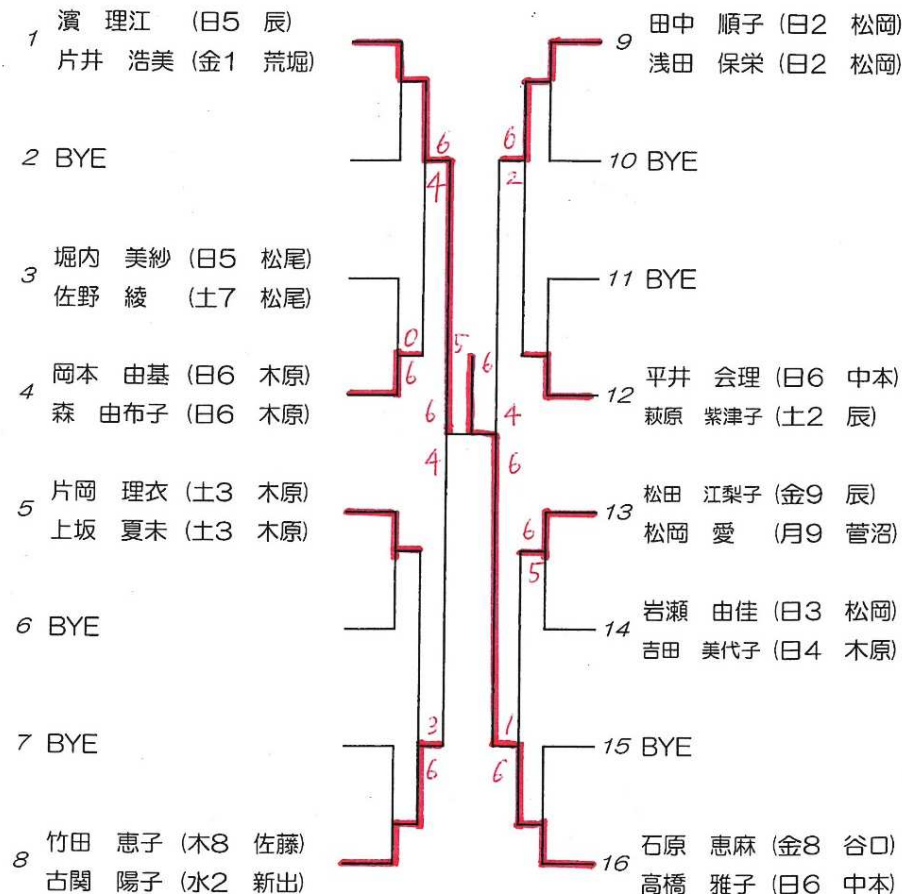 1 濱 理江 (日5 辰)
片井 浩美 (金1 荒堀)
2 BYE
3 堀内 美紗 (日5 松尾)
佐野 綾 (土7 松尾)
4 岡本 由基 (日6 木原)
森 由布子 (日6 木原)
5 片岡 理衣 (土3 木原)
上坂 夏未 (土3 木原)
6 BYE
7 BYE
8 竹田 恵子 (木8 佐藤)
古関 陽子 (水2 新出)
6
4
0
6
6
4
3
6
5 6
6
2
4
6
6
5
1
6
9 田中 順子 (日2 松岡)
浅田 保栄 (日2 松岡)
10 BYE
11 BYE
12 平井 会理 (日6 中本)
萩原 紫津子 (土2 辰)
13 松田 江梨子 (金9 辰)
松岡 愛 (月9 菅沼)
14 岩瀬 由佳 (日3 松岡)
吉田 美代子 (日4 木原)
15 BYE
16 石原 恵麻 (金8 谷口)
高橋 雅子 (日6 中本)